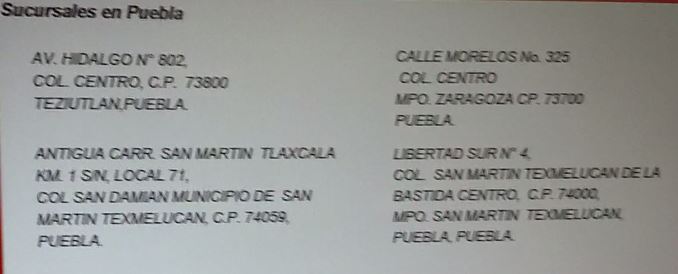 Sucursales en Puebla
AV. HIDALGO N° 802,
COL. CENTRO, C.P. 73800
TEZIUTLAN,PUEBLA.
CALLE MORELOS No. 325
COL. CENTRO
MPO. ZARAGOZA CP. 73700
PUEBLA.
ANTIGUA CARR. SAN MARTIN TLAXCALA
KM. 1 S/N, LOCAL 71,
COL SAN DAMIAN MUNICIPIO DE SAN
MARTIN TEXMELUCAN, C.P. 74059,
PUEBLA.
LIBERTAD SUR N° 4,
COL. SAN MARTIN TEXMELUCAN DE LA
BASTIDA CENTRO, C.P. 74000,
MPO. SAN MARTIN TEXMELUCAN,
PUEBLA, PUEBLA.